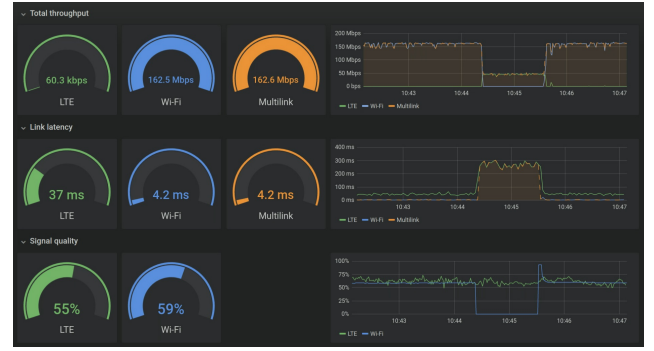 Total throughput
60.3 kbps
LTE
162.5 Mbps
Wi-Fi
162.6 Mbps
Multilink
200 Mbps
150 Mbps
100 Mbps
50 Mbps
0 bps
10:43 10:44 10:45 10:46 10:47
LTE Wi-Fi Multilink
Link latency
37 ms
LTE
4.2 ms
Wi-Fi
4.2 ms
Multilink
400 ms
300 ms
200 ms
100 ms
0 ms
10:43 10:44 10:45 10:46 10:47
LTE Wi-Fi Multilink
Signal quality
55%
LTE
59%
Wi-Fi
100%
75%
50%
25%
0%
10:43 10:44 10:45 10:46 10:47
LTE Wi-Fi